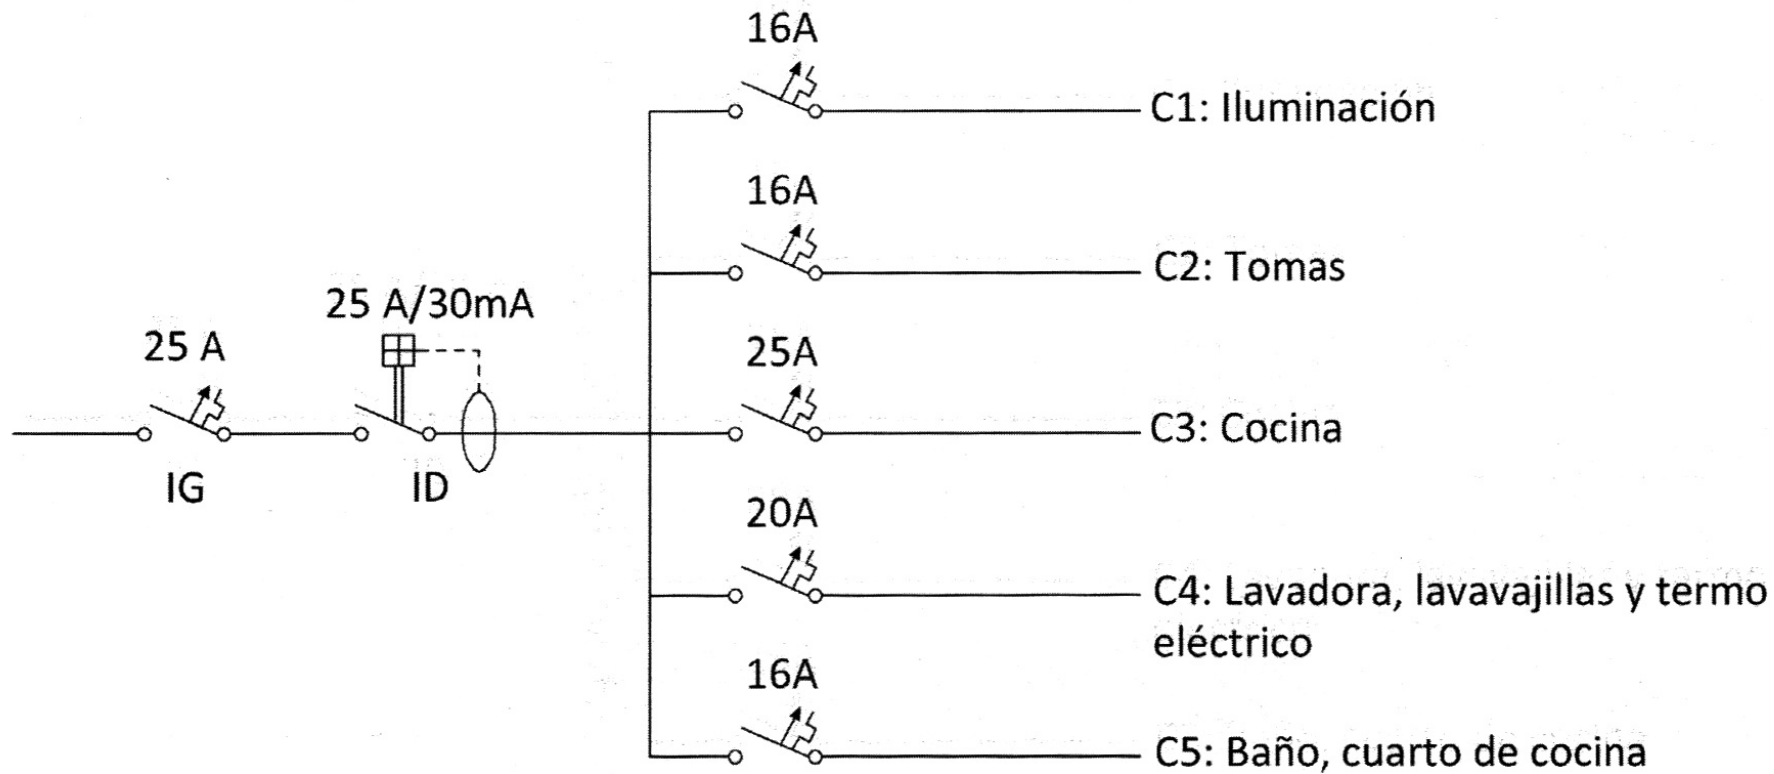 16A
C1: Iluminación
16A
C2: Tomas
25 A/30mA
25 A
25A
C3: Cocina
IG
ID
20A
C4: Lavadora, lavavajillas y termo
eléctrico
16A
C5: Baño, cuarto de cocina